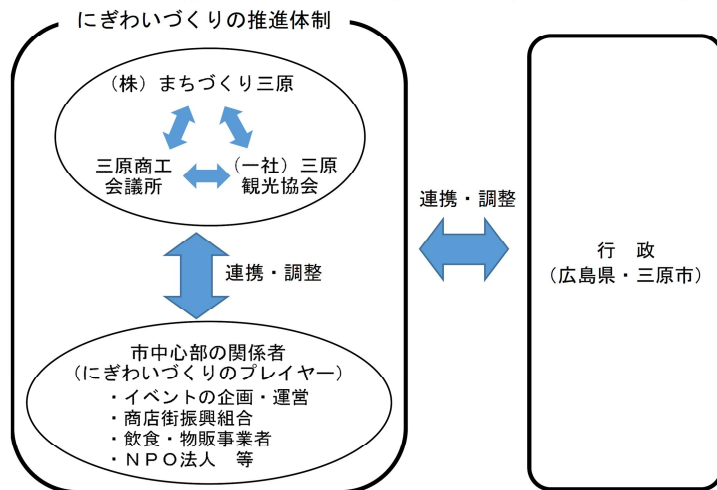 にぎわいづくりの推進体制
（株）まちづくり三原
三原商工
会議所
（一社）三原
観光協会
連携・調整
市中心部の関係者
（にぎわいづくりのプレイヤー）
・イベントの企画・運営
・商店街振興組合
・飲食・物販事業者
・ＮＰＯ法人　等
連携・調整
行　政
（広島県・三原市）